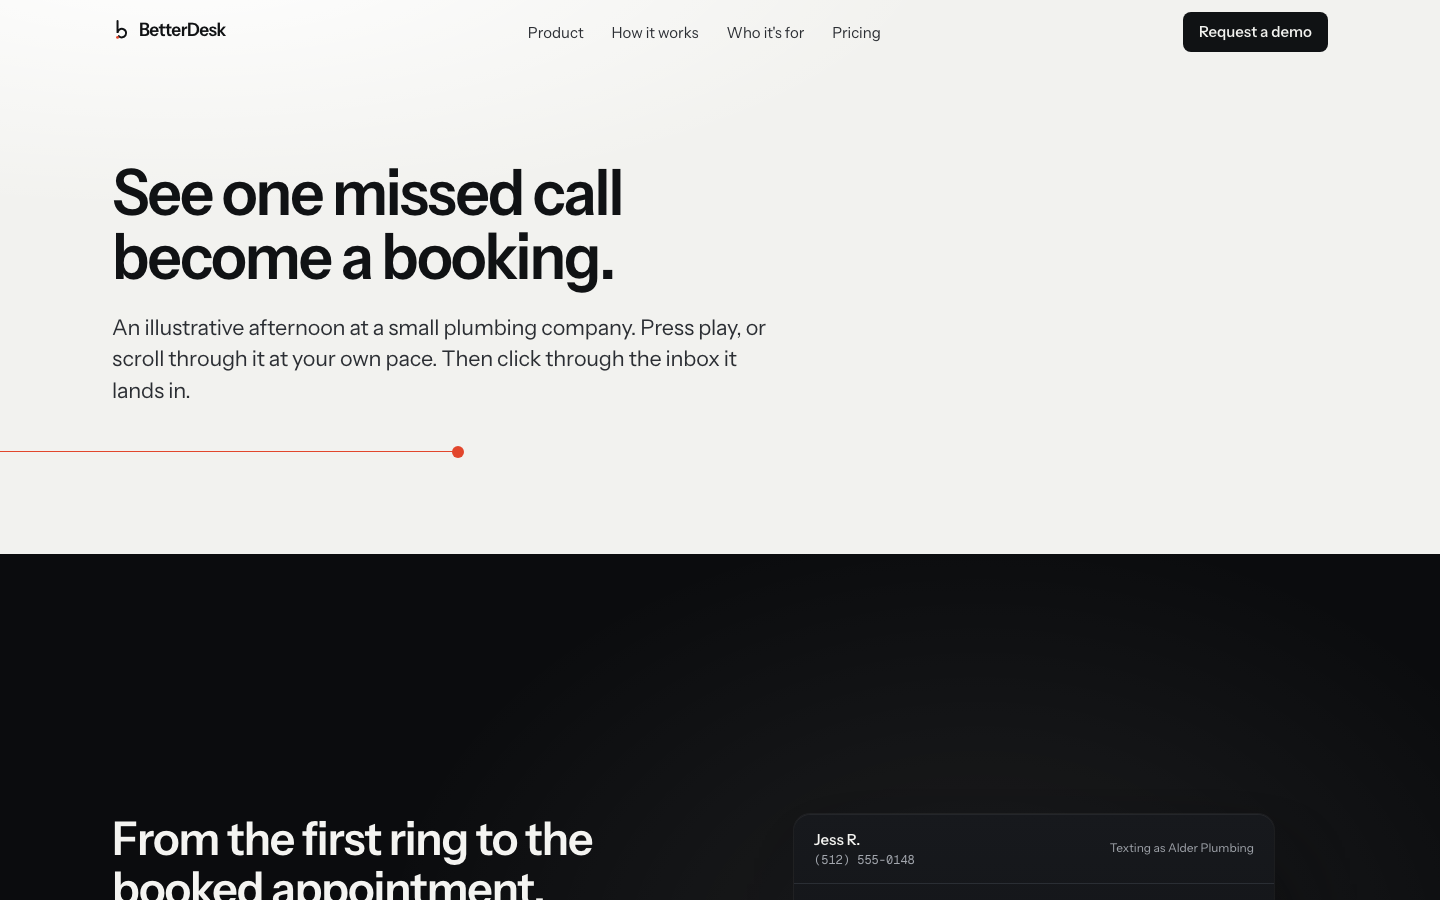 BetterDesk
Product
How it works
Who it's for
Pricing
Request a demo
See one missed call
become a booking.
An illustrative afternoon at a small plumbing company. Press play, or
scroll through it at your own pace. Then click through the inbox it
lands in.
From the first ring to the
booked appointment.
Jess R.
(512) 555-0148
Texting as Alder Plumbing